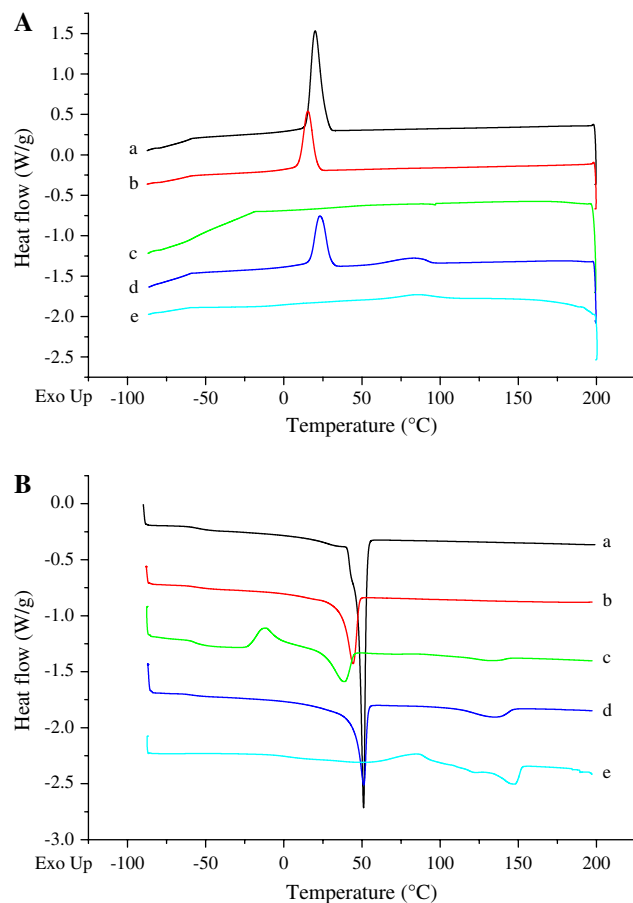 A
1.5
1.0
0.5
0.0
-0.5
-1.0
-1.5
-2.0
-2.5
Heat flow (W/g)
a
b
c
d
e
Exo Up
-100 -50 0 50 100 150 200
Temperature (°C)
B
0.0
-0.5
-1.0
-1.5
-2.0
-2.5
-3.0
Heat flow (W/g)
a
b
c
d
e
Exo Up
-100 -50 0 50 100 150 200
Temperature (°C)